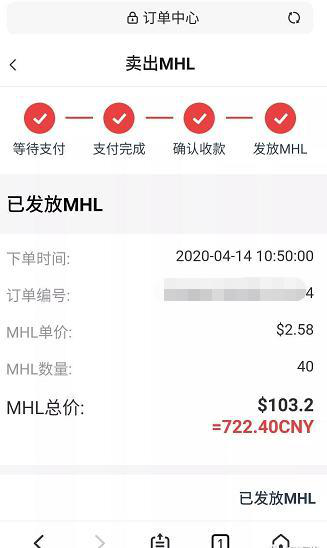 订单中心
卖出MHL
等待支付 支付完成 确认收款 发放MHL
已发放MHL
下单时间: 2020-04-14 10:50:00
订单编号: 4
MHL单价: $2.58
MHL数量: 40
MHL总价: $103.2
=722.40CNY
已发放MHL
1